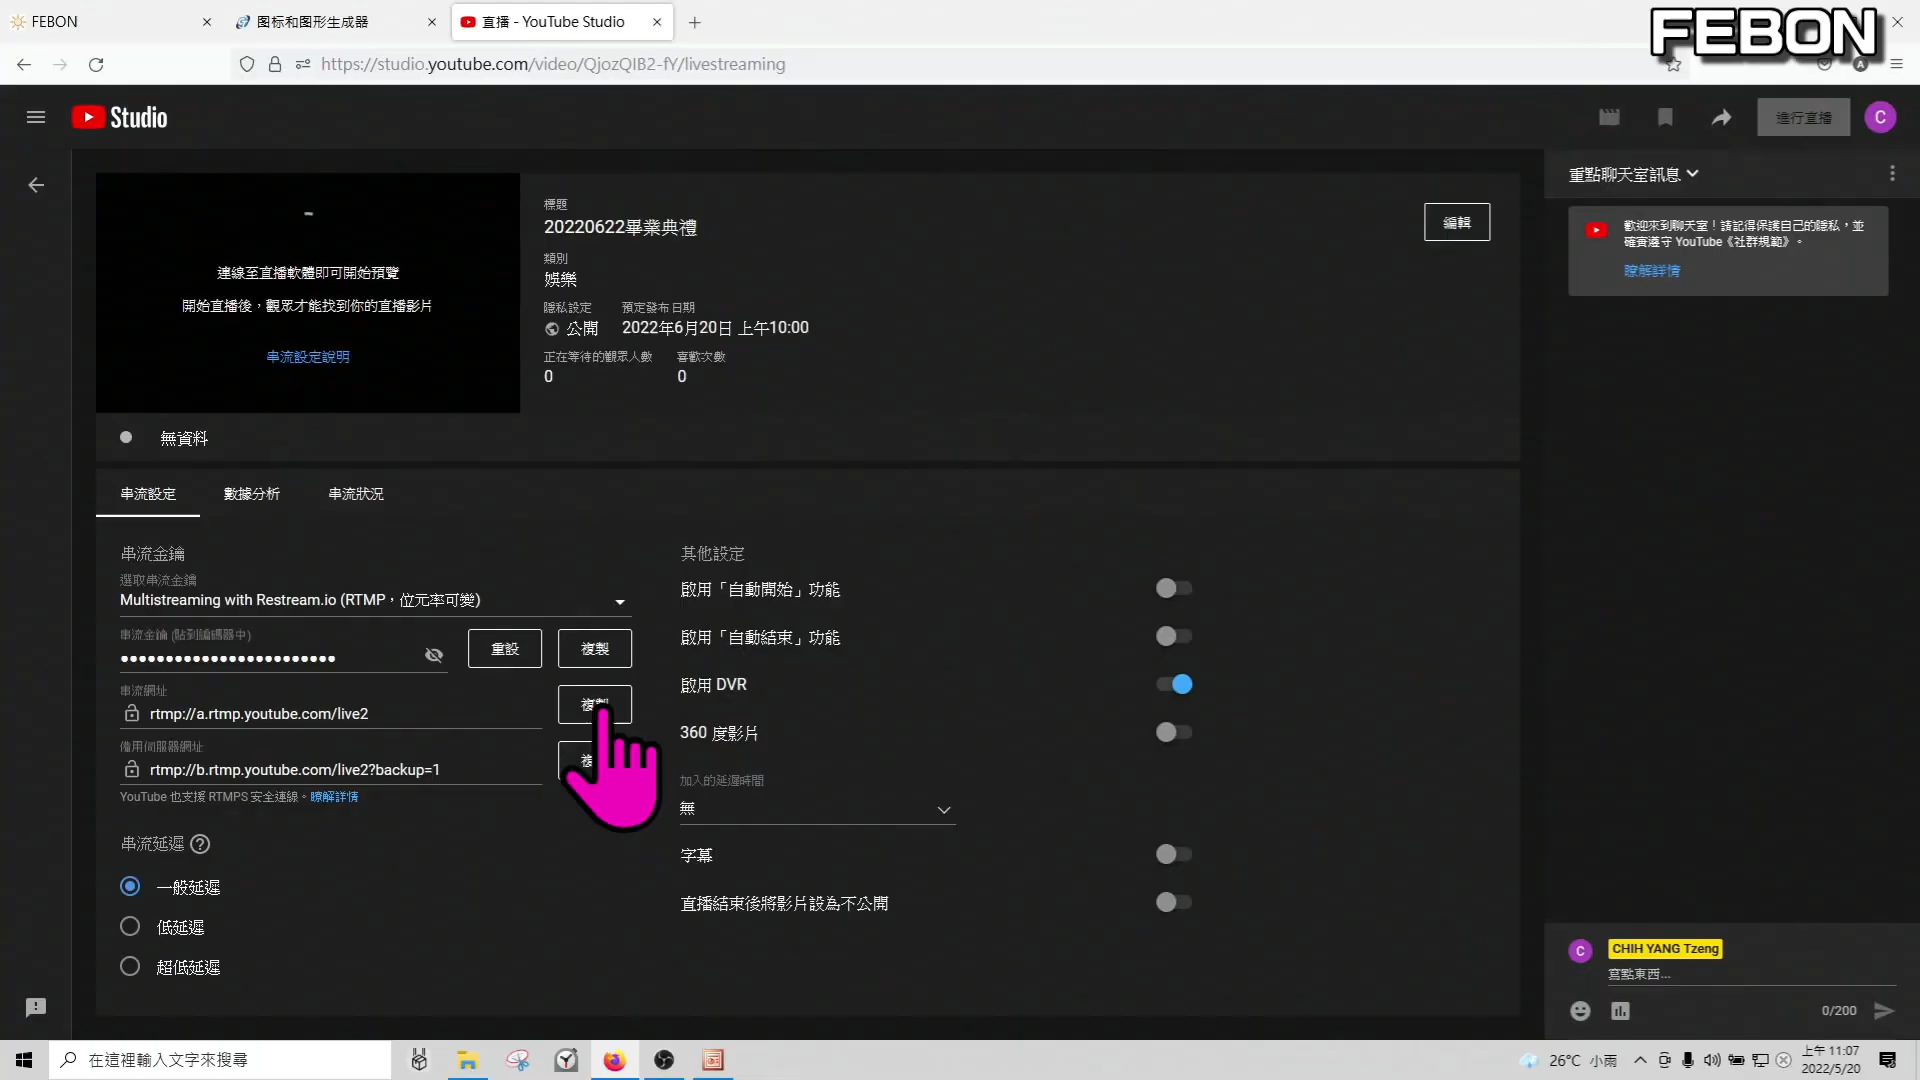 FEBON
图标和图形生成器
直播 - YouTube Studio
FEBON
https://studio.youtube.com/video/QjozQIB2-fY/livestreaming
Studio
進行直播
C
標題
20220622畢業典禮
編輯
重點聊天室訊息
歡迎來到聊天室！請記得保護自己的隱私，並
確實遵守 YouTube《社群規範》。
瞭解詳情
連線至直播軟體即可開始預覽
開始直播後，觀眾才能找到你的直播影片
串流設定說明
類別
娛樂
隱私設定 預定發布日期
公開 2022年6月20日 上午10:00
正在等待的觀眾人數 喜歡次數
0 0
無資料
串流設定 數據分析 串流狀況
串流金鑰
選取串流金鑰
Multistreaming with Restream.io (RTMP，位元率可變)
串流金鑰 (貼到編碼器中)
重設 複製
串流網址
rtmp://a.rtmp.youtube.com/live2
備用伺服器網址
rtmp://b.rtmp.youtube.com/live2?backup=1
YouTube 也支援 RTMPS 安全連線。瞭解詳情
串流延遲
一般延遲
低延遲
超低延遲
其他設定
啟用「自動開始」功能
啟用「自動結束」功能
啟用 DVR
360 度影片
加入的延遲時間
無
字幕
直播結束後將影片設為不公開
C
CHIH YANG Tzeng
寫點東西...
0/200
在這裡輸入文字來搜尋
26°C 小雨
上午 11:07
2022/5/20